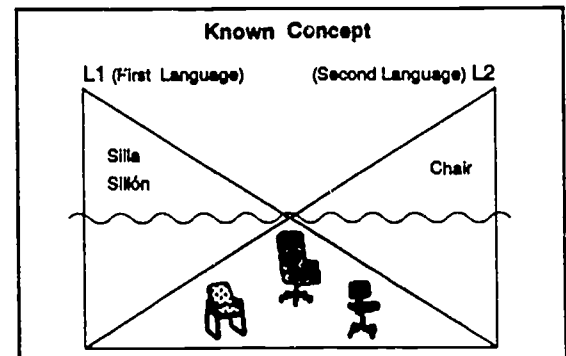 Known Concept
L1 (First Language) (Second Language) L2
Silla
Sillón
Chair